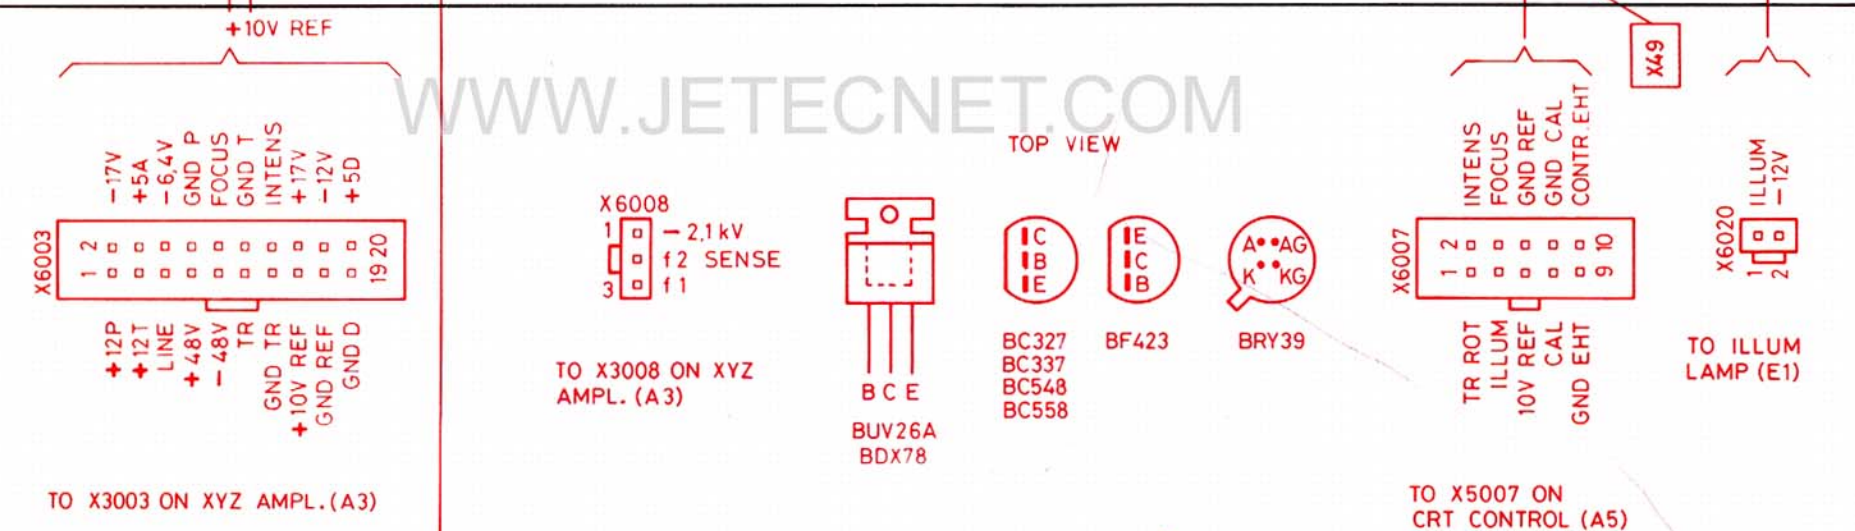 +10V REF
WWW.JETECNET.COM
-17V
+5A
-6,4V
GND P
FOCUS
GND T
INTENS
+17V
-12V
+5D
X6003
2 20
1 19
+12P
+12T
LINE
+48V
-48V
TR
GND TR
+10V REF
GND REF
GND D
TO X3003 ON XYZ AMPL.(A3)
X6008
1 -2,1kV
f2 SENSE
3 f1
TO X3008 ON XYZ
AMPL.(A3)
B C E
BUV26A
BDX78
TOP VIEW
C
B
E
BC327
BC337
BC548
BC558
E
C
B
BF423
A AG
K KG
BRY39
X49
INTENS
FOCUS
GND REF
GND CAL
CONTR.EHT
X6007
2 10
1 9
TR ROT
ILLUM
10V REF
CAL
GND EHT
TO X5007 ON
CRT CONTROL (A5)
ILLUM
-12V
X6020
1
2
TO ILLUM
LAMP (E1)